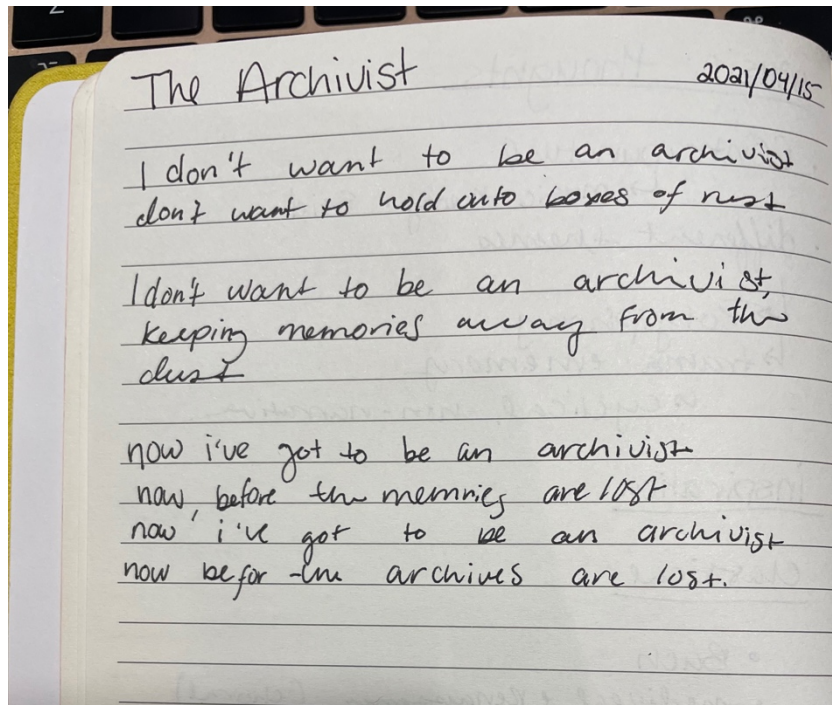 The Archivist 2021/04/15
I don't want to be an archivist
don't want to hold onto boxes of rust
I don't want to be an archivist,
keeping memories away from the
dust
now i've got to be an archivist
now, before the memries are lost
now i've got to be an archivist
now befor the archives are lost.